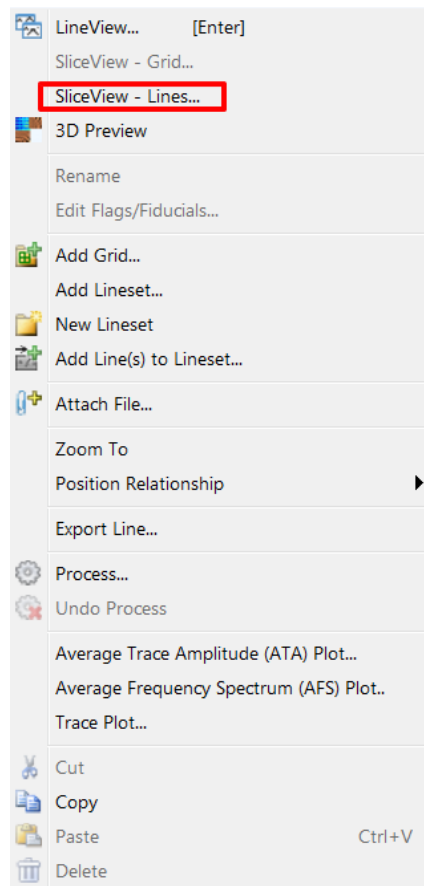 LineView... [Enter]
SliceView - Grid...
SliceView - Lines...
3D Preview
Rename
Edit Flags/Fiducials...
Add Grid...
Add Lineset...
New Lineset
Add Line(s) to Lineset...
Attach File...
Zoom To
Position Relationship
Export Line...
Process...
Undo Process
Average Trace Amplitude (ATA) Plot...
Average Frequency Spectrum (AFS) Plot..
Trace Plot...
Cut
Copy
Paste Ctrl+V
Delete